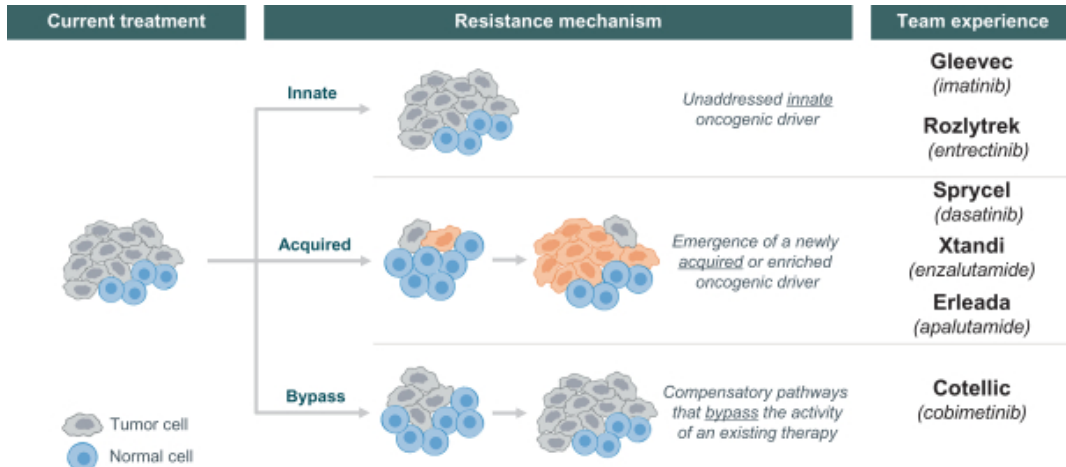 Current treatment
Resistance mechanism
Team experience
Innate
Unaddressed innate
oncogenic driver
Gleevec
(imatinib)
Rozlytrek
(entrectinib)
Acquired
Emergence of a newly
acquired or enriched
oncogenic driver
Sprycel
(dasatinib)
Xtandi
(enzalutamide)
Erleada
(apalutamide)
Bypass
Compensatory pathways
that bypass the activity
of an existing therapy
Cotellic
(cobimetinib)
Tumor cell
Normal cell